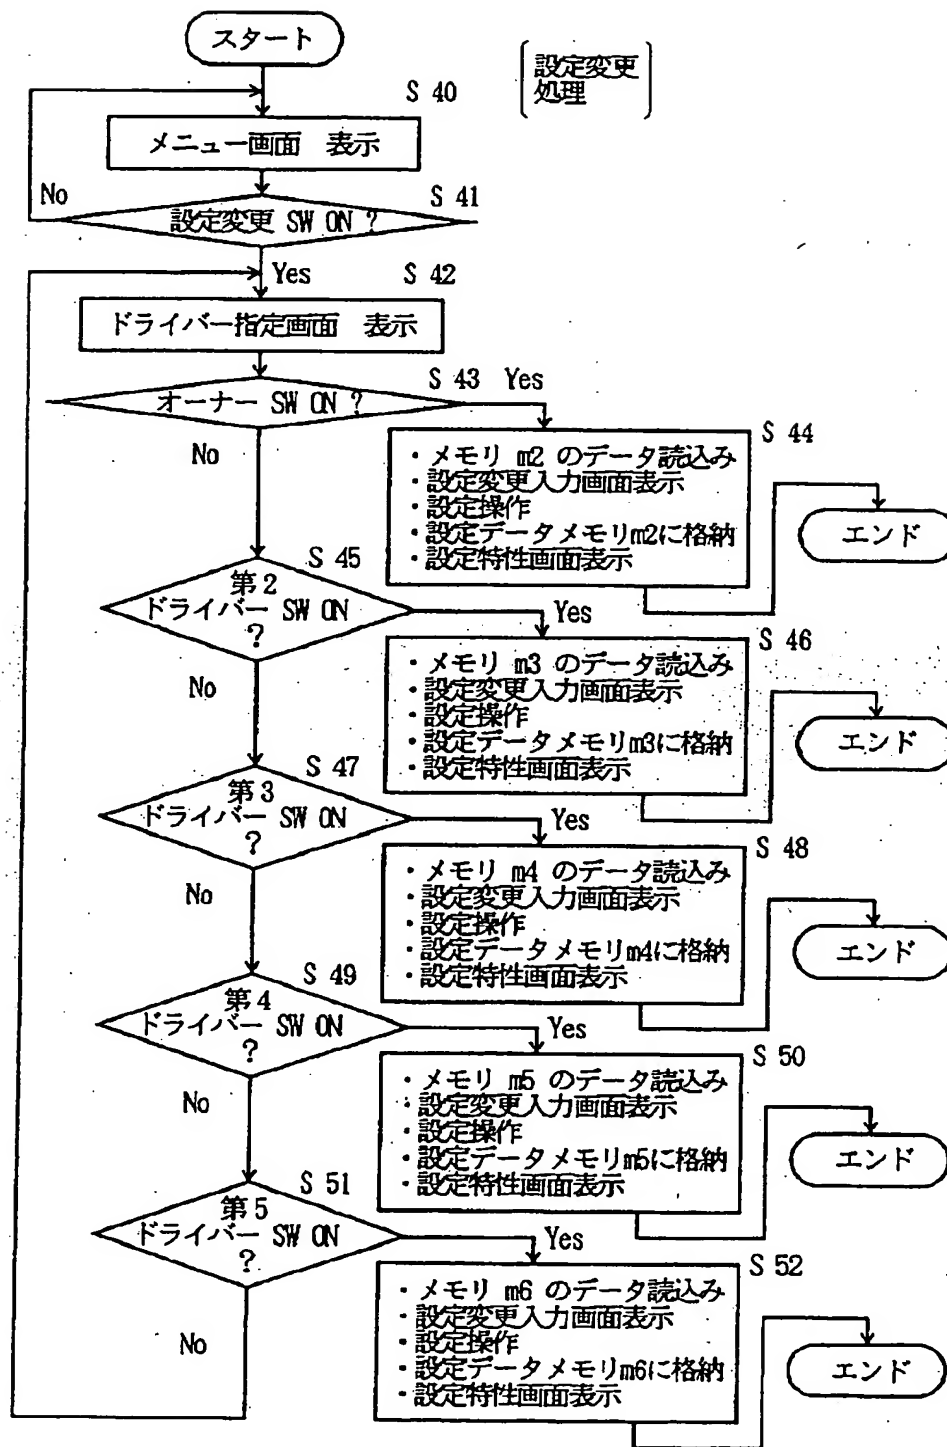 スタート
設定変更
処理
S 40
メニュー画面 表示
No
S 41
設定変更 SW ON ?
Yes
S 42
ドライバー指定画面 表示
S 43 Yes
オーナー SW ON ?
No
S 44
・メモリ m2 のデータ読込み
・設定変更入力画面表示
・設定操作
・設定データメモリm2に格納
・設定特性画面表示
エンド
S 45
第2
ドライバー SW ON
?
Yes
No
S 46
・メモリ m3 のデータ読込み
・設定変更入力画面表示
・設定操作
・設定データメモリm3に格納
・設定特性画面表示
エンド
S 47
第3
ドライバー SW ON
?
Yes
No
S 48
・メモリ m4 のデータ読込み
・設定変更入力画面表示
・設定操作
・設定データメモリm4に格納
・設定特性画面表示
エンド
S 49
第4
ドライバー SW ON
?
Yes
No
S 50
・メモリ m5 のデータ読込み
・設定変更入力画面表示
・設定操作
・設定データメモリm5に格納
・設定特性画面表示
エンド
S 51
第5
ドライバー SW ON
?
Yes
No
S 52
・メモリ m6 のデータ読込み
・設定変更入力画面表示
・設定操作
・設定データメモリm6に格納
・設定特性画面表示
エンド